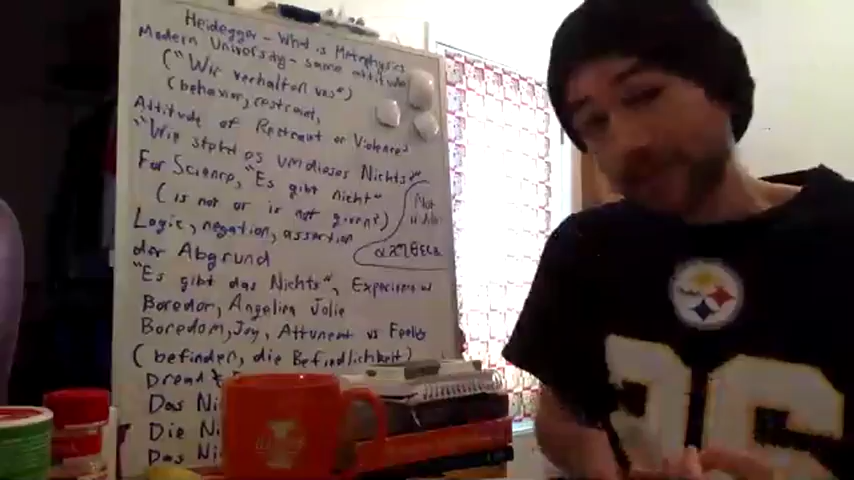 Heidegger - What is Metaphysics
Modern University - same attitude
("Wir verhalten uns")
(behavior, restraint,
Attitude of Restraint or Violence?
"Wie steht es um dieses Nichts?"
For Science, "Es gibt nicht"
(is not or is not given?)
Not
Logic, negation, assertion
der Abgrund
"Es gibt das Nichts", Experience
Boredom, Angelina Jolie
Boredom, Joy, Attunement vs Feeling
(befinden, die Befindlichkeit)
Dread
Das
Die
Das
26